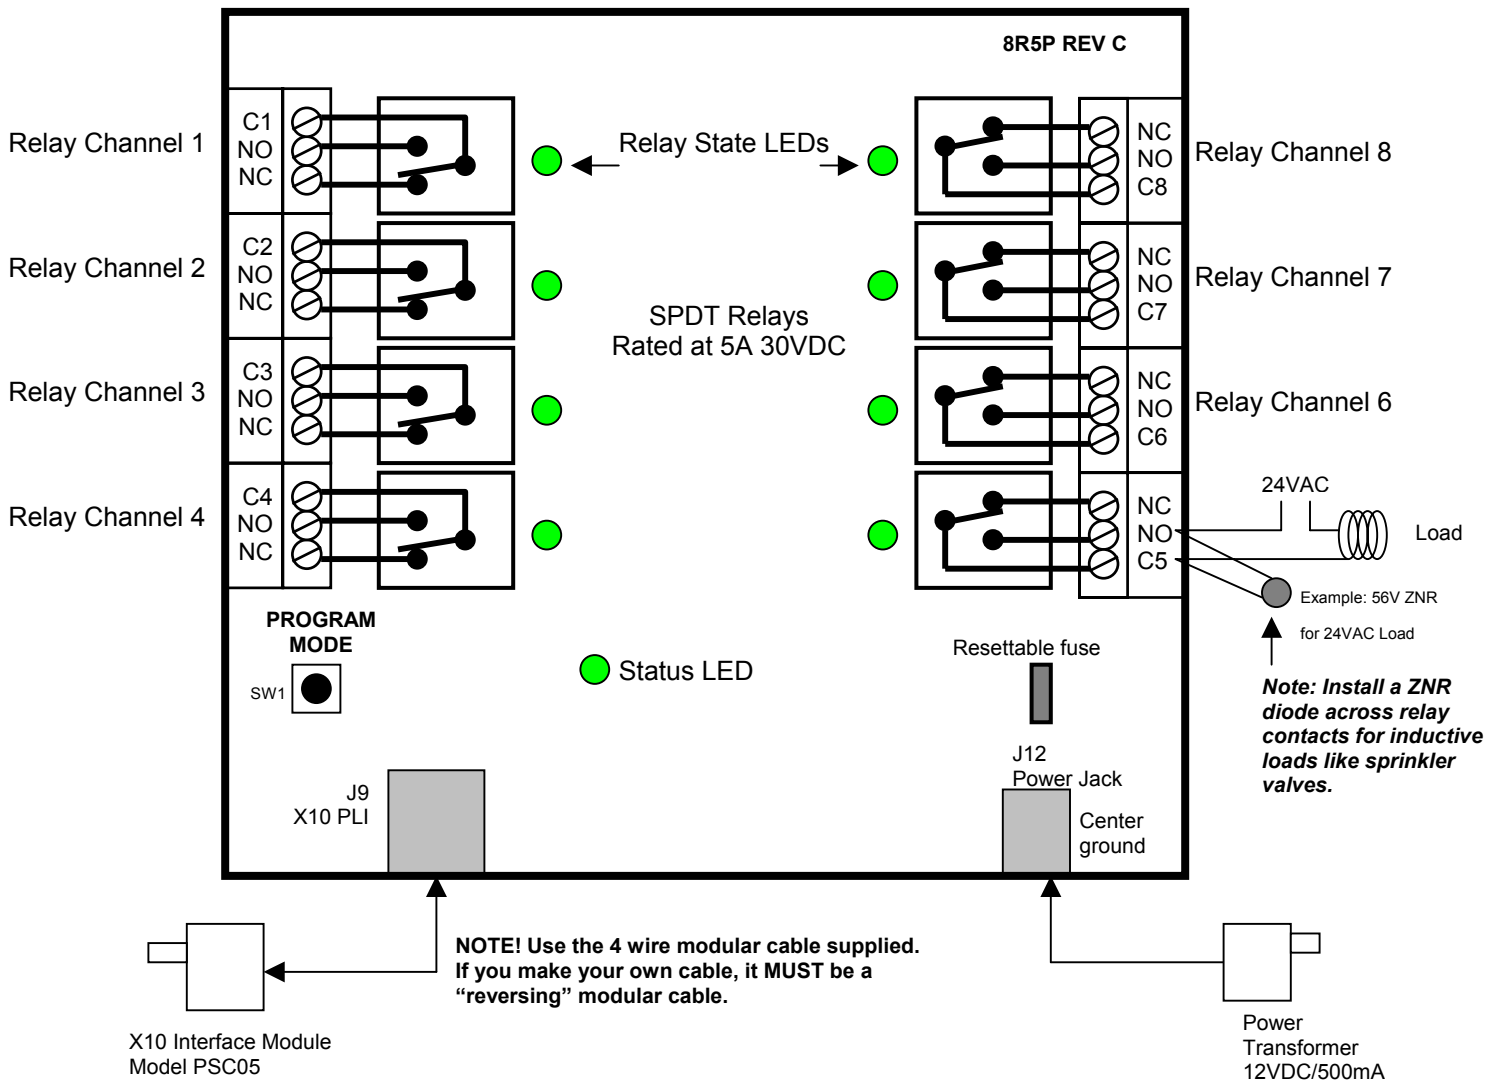 8R5P REV C
Relay Channel 1
C1
NO
NC
Relay State LEDs
NC
NO
C8
Relay Channel 8
Relay Channel 2
C2
NO
NC
SPDT Relays
Rated at 5A 30VDC
NC
NO
C7
Relay Channel 7
Relay Channel 3
C3
NO
NC
NC
NO
C6
Relay Channel 6
Relay Channel 4
C4
NO
NC
NC
NO
C5
24VAC
Load
Example: 56V ZNR
for 24VAC Load
Note: Install a ZNR
diode across relay
contacts for inductive
loads like sprinkler
valves.
PROGRAM
MODE
SW1
Status LED
Resettable fuse
J9
X10 PLI
J12
Power Jack
Center
ground
NOTE! Use the 4 wire modular cable supplied.
If you make your own cable, it MUST be a
“reversing” modular cable.
X10 Interface Module
Model PSC05
Power
Transformer
12VDC/500mA